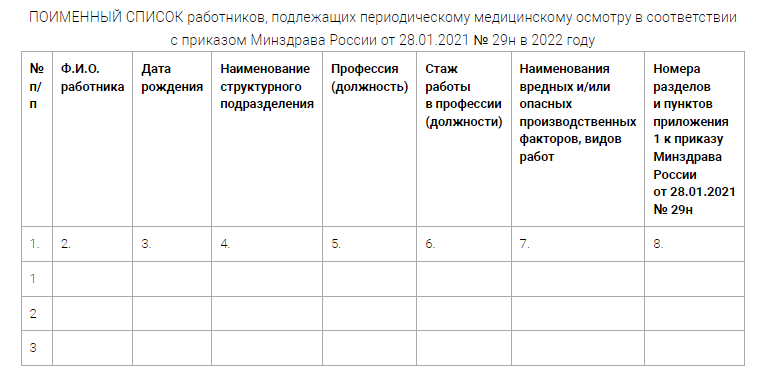 ПОИМЕННЫЙ СПИСОК работников, подлежащих периодическому медицинскому осмотру в соответствии
с приказом Минздрава России от 28.01.2021 № 29н в 2022 году
№
п/
п
Ф.И.О.
работника
Дата
рождения
Наименование
структурного
подразделения
Профессия
(должность)
Стаж
работы
в профессии
(должности)
Наименования
вредных и/или
опасных
производственных
факторов, видов
работ
Номера
разделов
и пунктов
приложения
1 к приказу
Минздрава
России
от 28.01.2021
№ 29н
1.
2.
3.
4.
5.
6.
7.
8.
1
2
3